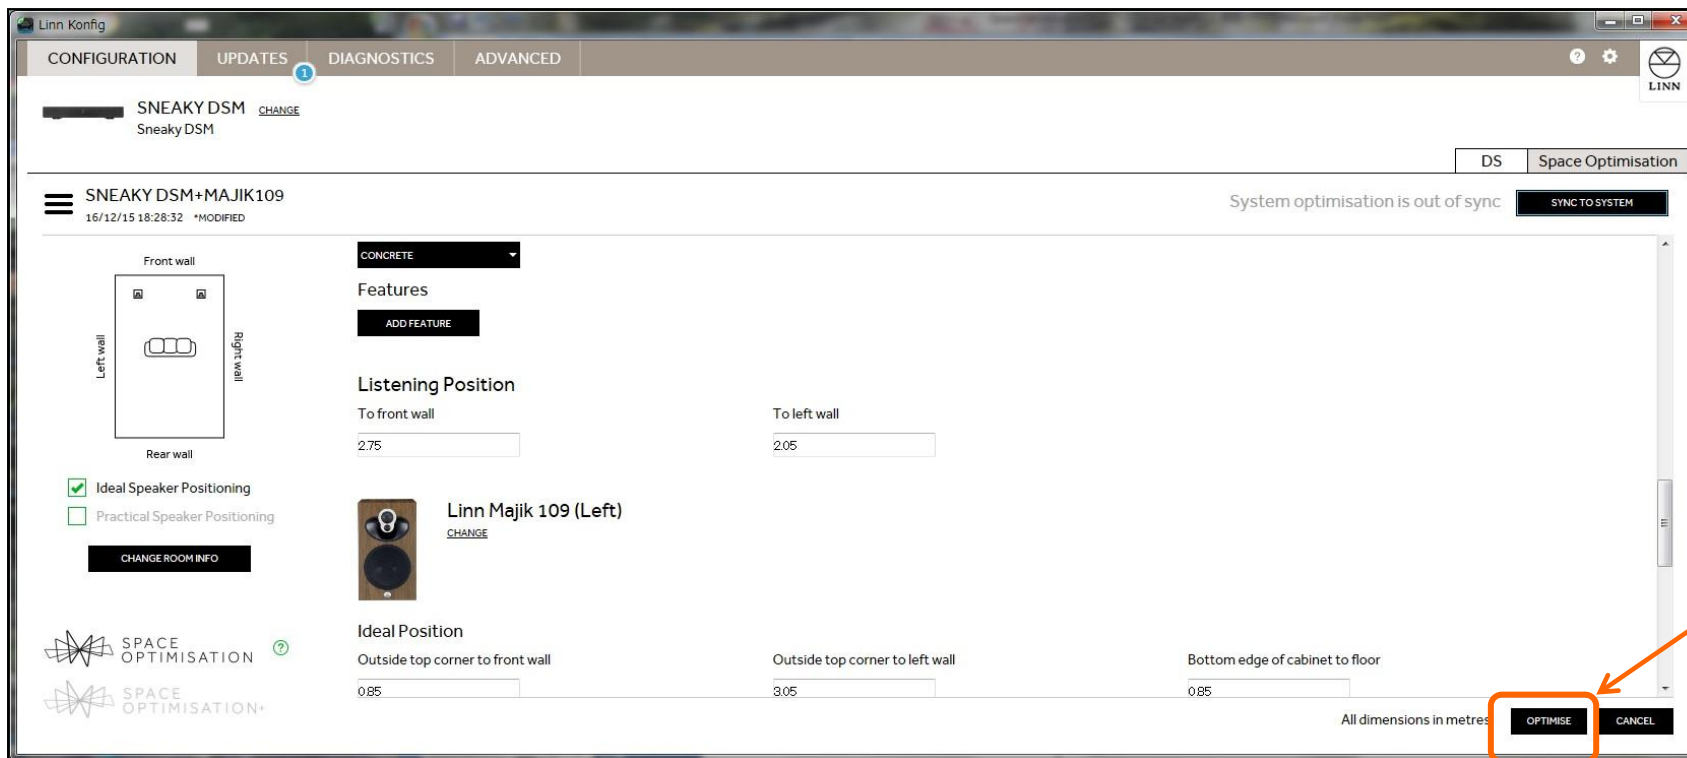 Linn Konfig
CONFIGURATION UPDATES 1 DIAGNOSTICS ADVANCED
LINN
SNEAKY DSM CHANGE
Sneaky DSM
DS Space Optimisation
SNEAKY DSM+MAJIK109
16/12/15 18:28:32 *MODIFIED
System optimisation is out of sync SYNC TO SYSTEM
Front wall
Left wall
Right wall
Rear wall
Ideal Speaker Positioning
Practical Speaker Positioning
CHANGE ROOM INFO
SPACE
OPTIMISATION ?
SPACE
OPTIMISATION+
CONCRETE
Features
ADD FEATURE
Listening Position
To front wall To left wall
2.75 2.05
Linn Majik 109 (Left)
CHANGE
Ideal Position
Outside top corner to front wall Outside top corner to left wall Bottom edge of cabinet to floor
0.85 3.05 0.85
All dimensions in metres OPTIMISE CANCEL